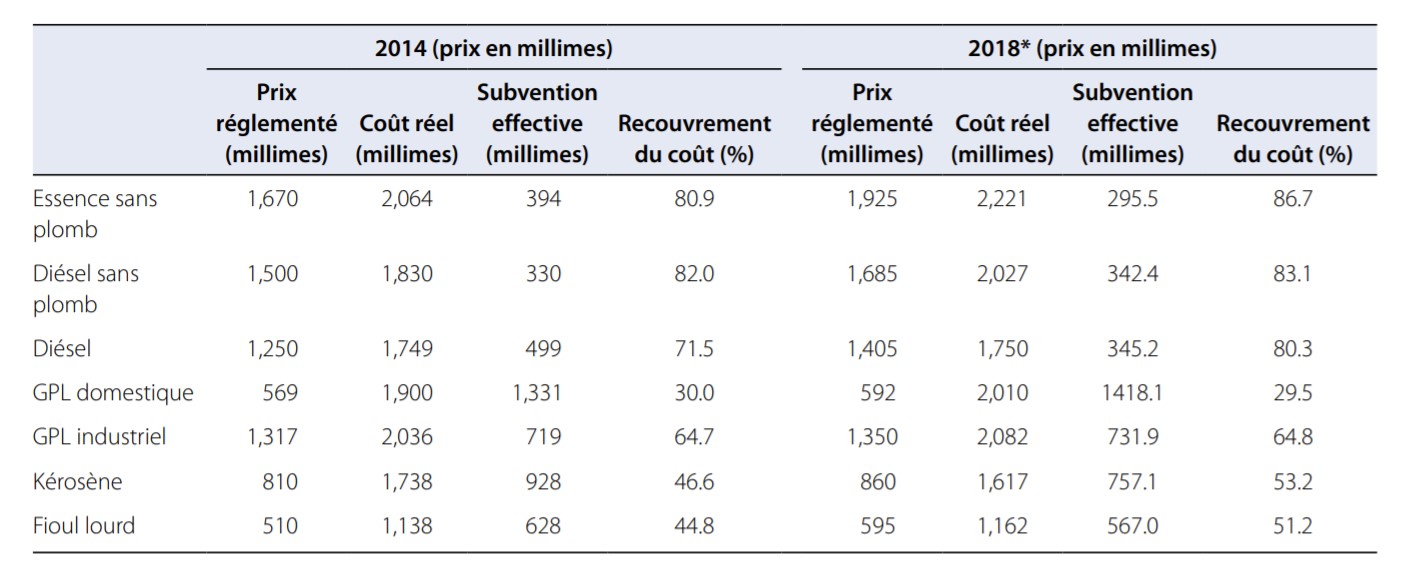 2014 (prix en millimes) 2018* (prix en millimes)
Prix Subvention Prix Subvention
réglementé Coût réel effective Recouvrement réglementé Coût réel effective Recouvrement
(millimes) (millimes) (millimes) du coût (%) (millimes) (millimes) (millimes) du coût (%)
Essence sans 1,670 2,064 394 80.9 1,925 2,221 295.5 86.7
plomb
Diésel sans 1,500 1,830 330 82.0 1,685 2,027 342.4 83.1
plomb
Diésel 1,250 1,749 499 71.5 1,405 1,750 345.2 80.3
GPL domestique 569 1,900 1,331 30.0 592 2,010 1418.1 29.5
GPL industriel 1,317 2,036 719 64.7 1,350 2,082 731.9 64.8
Kérosène 810 1,738 928 46.6 860 1,617 757.1 53.2
Fioul lourd 510 1,138 628 44.8 595 1,162 567.0 51.2